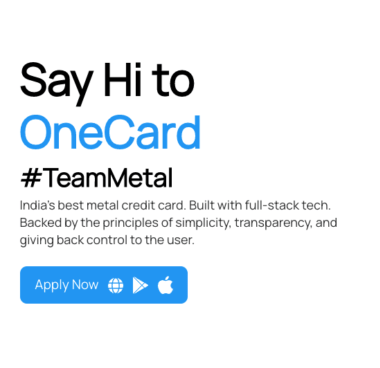 Say Hi to
OneCard
#TeamMetal
India's best metal credit card. Built with full-stack tech.
Backed by the principles of simplicity, transparency, and
giving back control to the user.
Apply Now